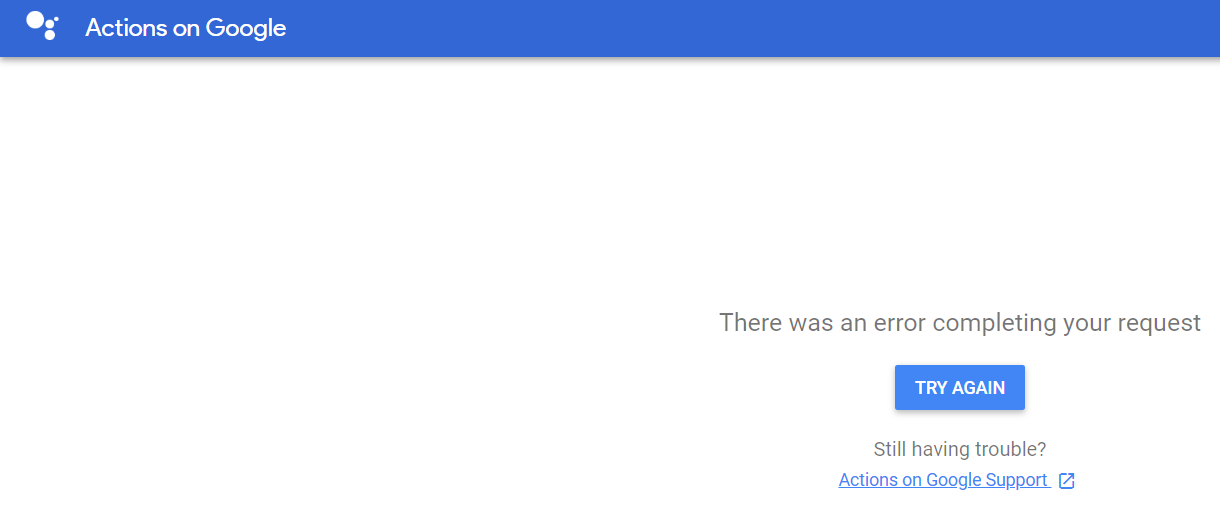 Actions on Google
There was an error completing your request
TRY AGAIN
Still having trouble?
Actions on Google Support